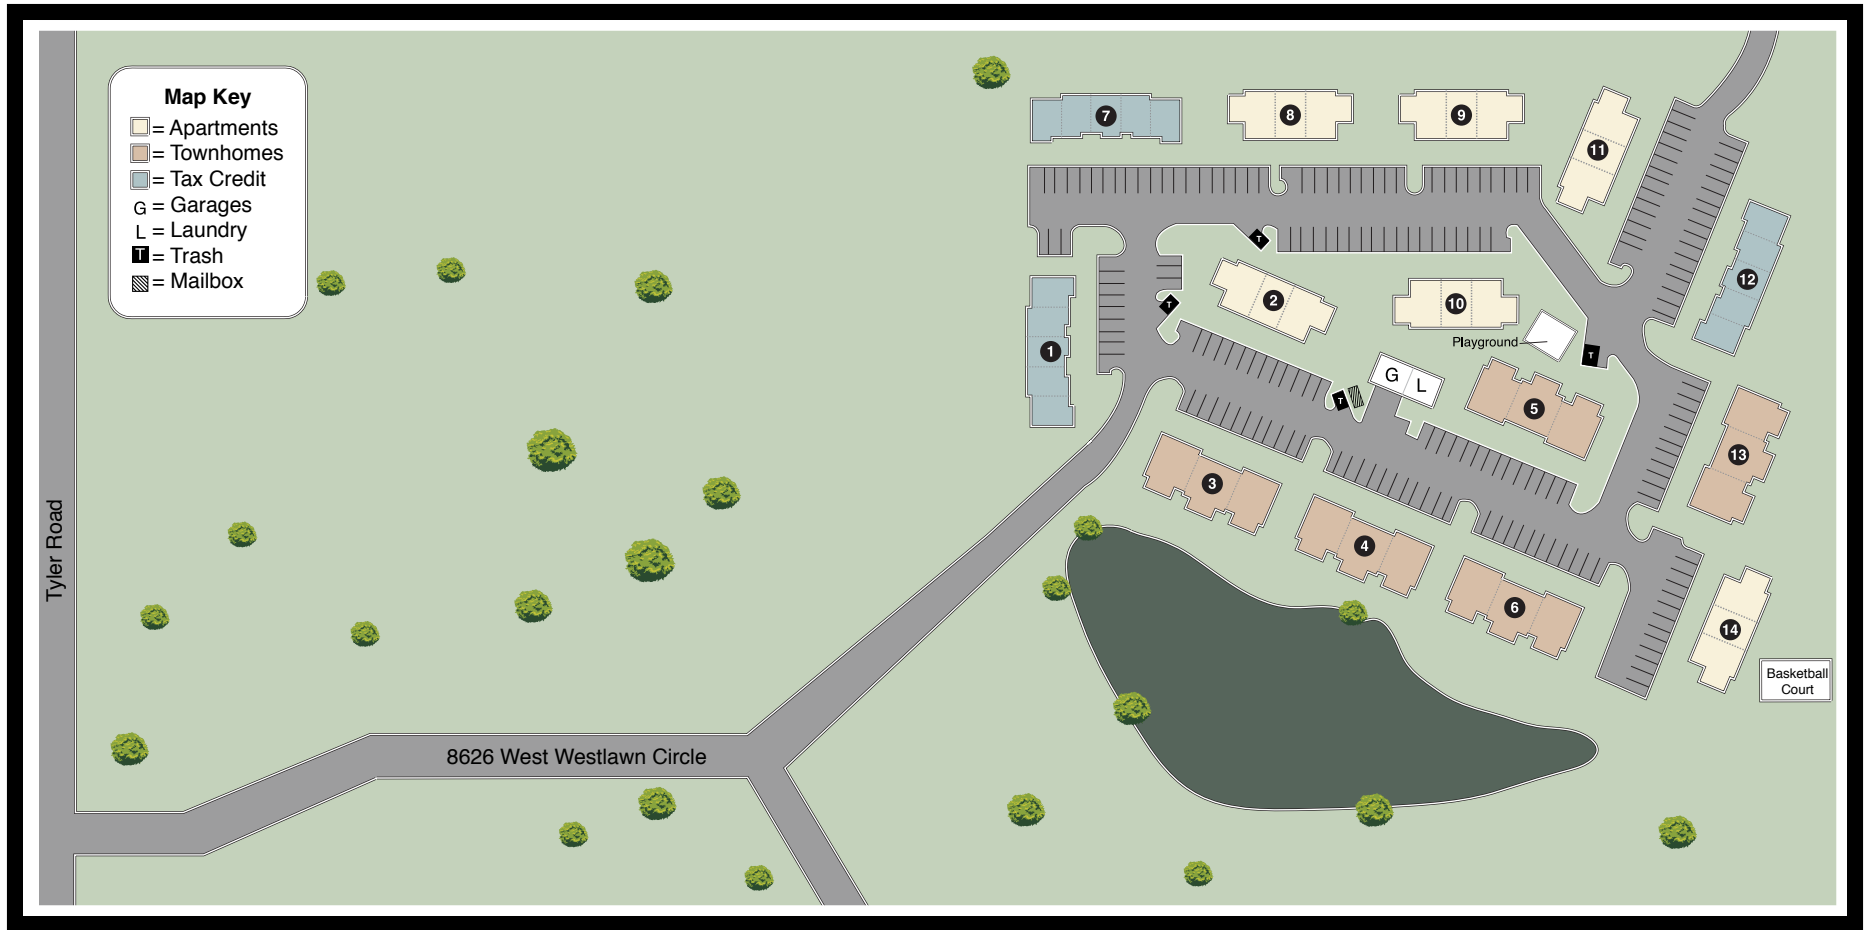 Map Key
= Apartments
= Townhomes
= Tax Credit
G = Garages
L = Laundry
T = Trash
= Mailbox
7
8
9
11
12
T
T
2
10
1
Playground
T
G L
T
5
13
3
4
6
14
Basketball
Court
Tyler Road
8626 West Westlawn Circle